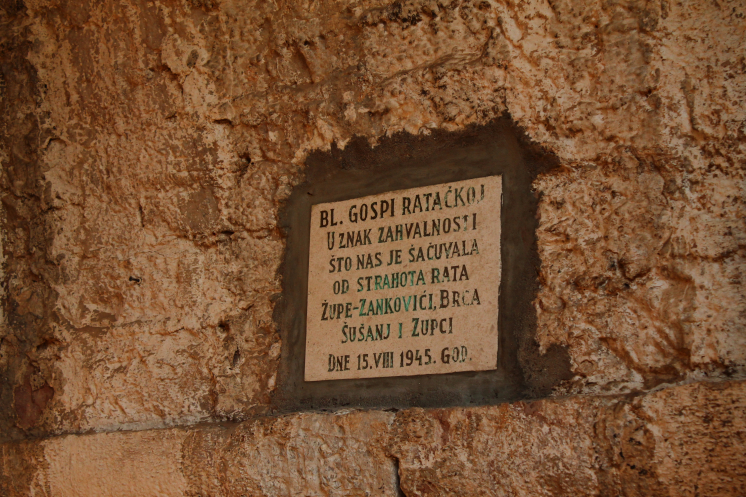 BL. GOSPI RATAČKOJ
U ZNAK ZAHVALNOSTI
ŠTO NAS JE SAČUVALA
OD STRAHOTA RATA
ŽUPE-ZANKOVIĆI, BRCA
ŠUŠANJ I ZUPCI
DNE 15.VIII 1945. GOD.